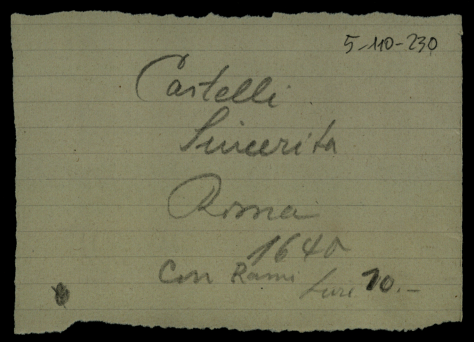 5-110-230
Castelli
Sincerita
Roma
1640
Con Rami Lire 10.-